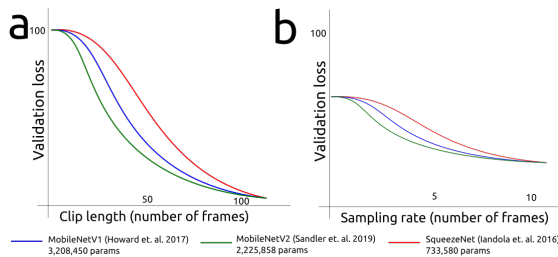 a
b
100
100
Validation loss
Validation loss
50
100
5
10
Clip length (number of frames)
Sampling rate (number of frames)
MobileNetV1 (Howard et. al. 2017)
3,208,450 params
MobileNetV2 (Sandler et. al. 2019)
2,225,858 params
SqueezeNet (Iandola et. al. 2016)
733,580 params